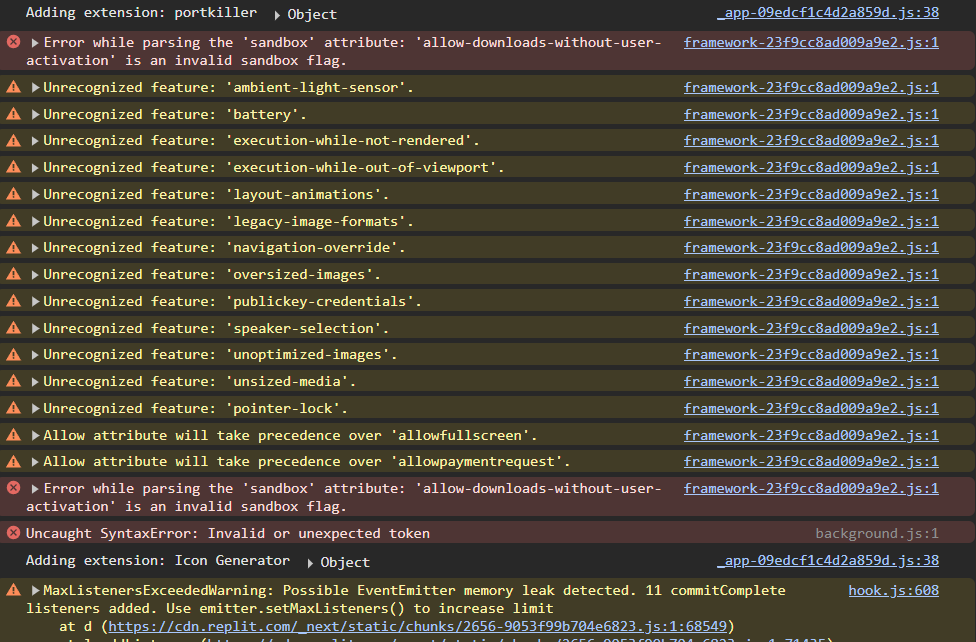 Adding extension: portkiller ▶ Object _app-09edcf1c4d2a859d.js:38
▶Error while parsing the 'sandbox' attribute: 'allow-downloads-without-user- framework-23f9cc8ad009a9e2.js:1
activation' is an invalid sandbox flag.
▶Unrecognized feature: 'ambient-light-sensor'. framework-23f9cc8ad009a9e2.js:1
▶Unrecognized feature: 'battery'. framework-23f9cc8ad009a9e2.js:1
▶Unrecognized feature: 'execution-while-not-rendered'. framework-23f9cc8ad009a9e2.js:1
▶Unrecognized feature: 'execution-while-out-of-viewport'. framework-23f9cc8ad009a9e2.js:1
▶Unrecognized feature: 'layout-animations'. framework-23f9cc8ad009a9e2.js:1
▶Unrecognized feature: 'legacy-image-formats'. framework-23f9cc8ad009a9e2.js:1
▶Unrecognized feature: 'navigation-override'. framework-23f9cc8ad009a9e2.js:1
▶Unrecognized feature: 'oversized-images'. framework-23f9cc8ad009a9e2.js:1
▶Unrecognized feature: 'publickey-credentials'. framework-23f9cc8ad009a9e2.js:1
▶Unrecognized feature: 'speaker-selection'. framework-23f9cc8ad009a9e2.js:1
▶Unrecognized feature: 'unoptimized-images'. framework-23f9cc8ad009a9e2.js:1
▶Unrecognized feature: 'unsized-media'. framework-23f9cc8ad009a9e2.js:1
▶Unrecognized feature: 'pointer-lock'. framework-23f9cc8ad009a9e2.js:1
▶Allow attribute will take precedence over 'allowfullscreen'. framework-23f9cc8ad009a9e2.js:1
▶Allow attribute will take precedence over 'allowpaymentrequest'. framework-23f9cc8ad009a9e2.js:1
▶Error while parsing the 'sandbox' attribute: 'allow-downloads-without-user- framework-23f9cc8ad009a9e2.js:1
activation' is an invalid sandbox flag.
Uncaught SyntaxError: Invalid or unexpected token background.js:1
Adding extension: Icon Generator ▶ Object _app-09edcf1c4d2a859d.js:38
▶MaxListenersExceededWarning: Possible EventEmitter memory leak detected. 11 commitComplete hook.js:608
listeners added. Use emitter.setMaxListeners() to increase limit
at d (https://cdn.replit.com/_next/static/chunks/2656-9053f99b704e6823.js:1:68549)